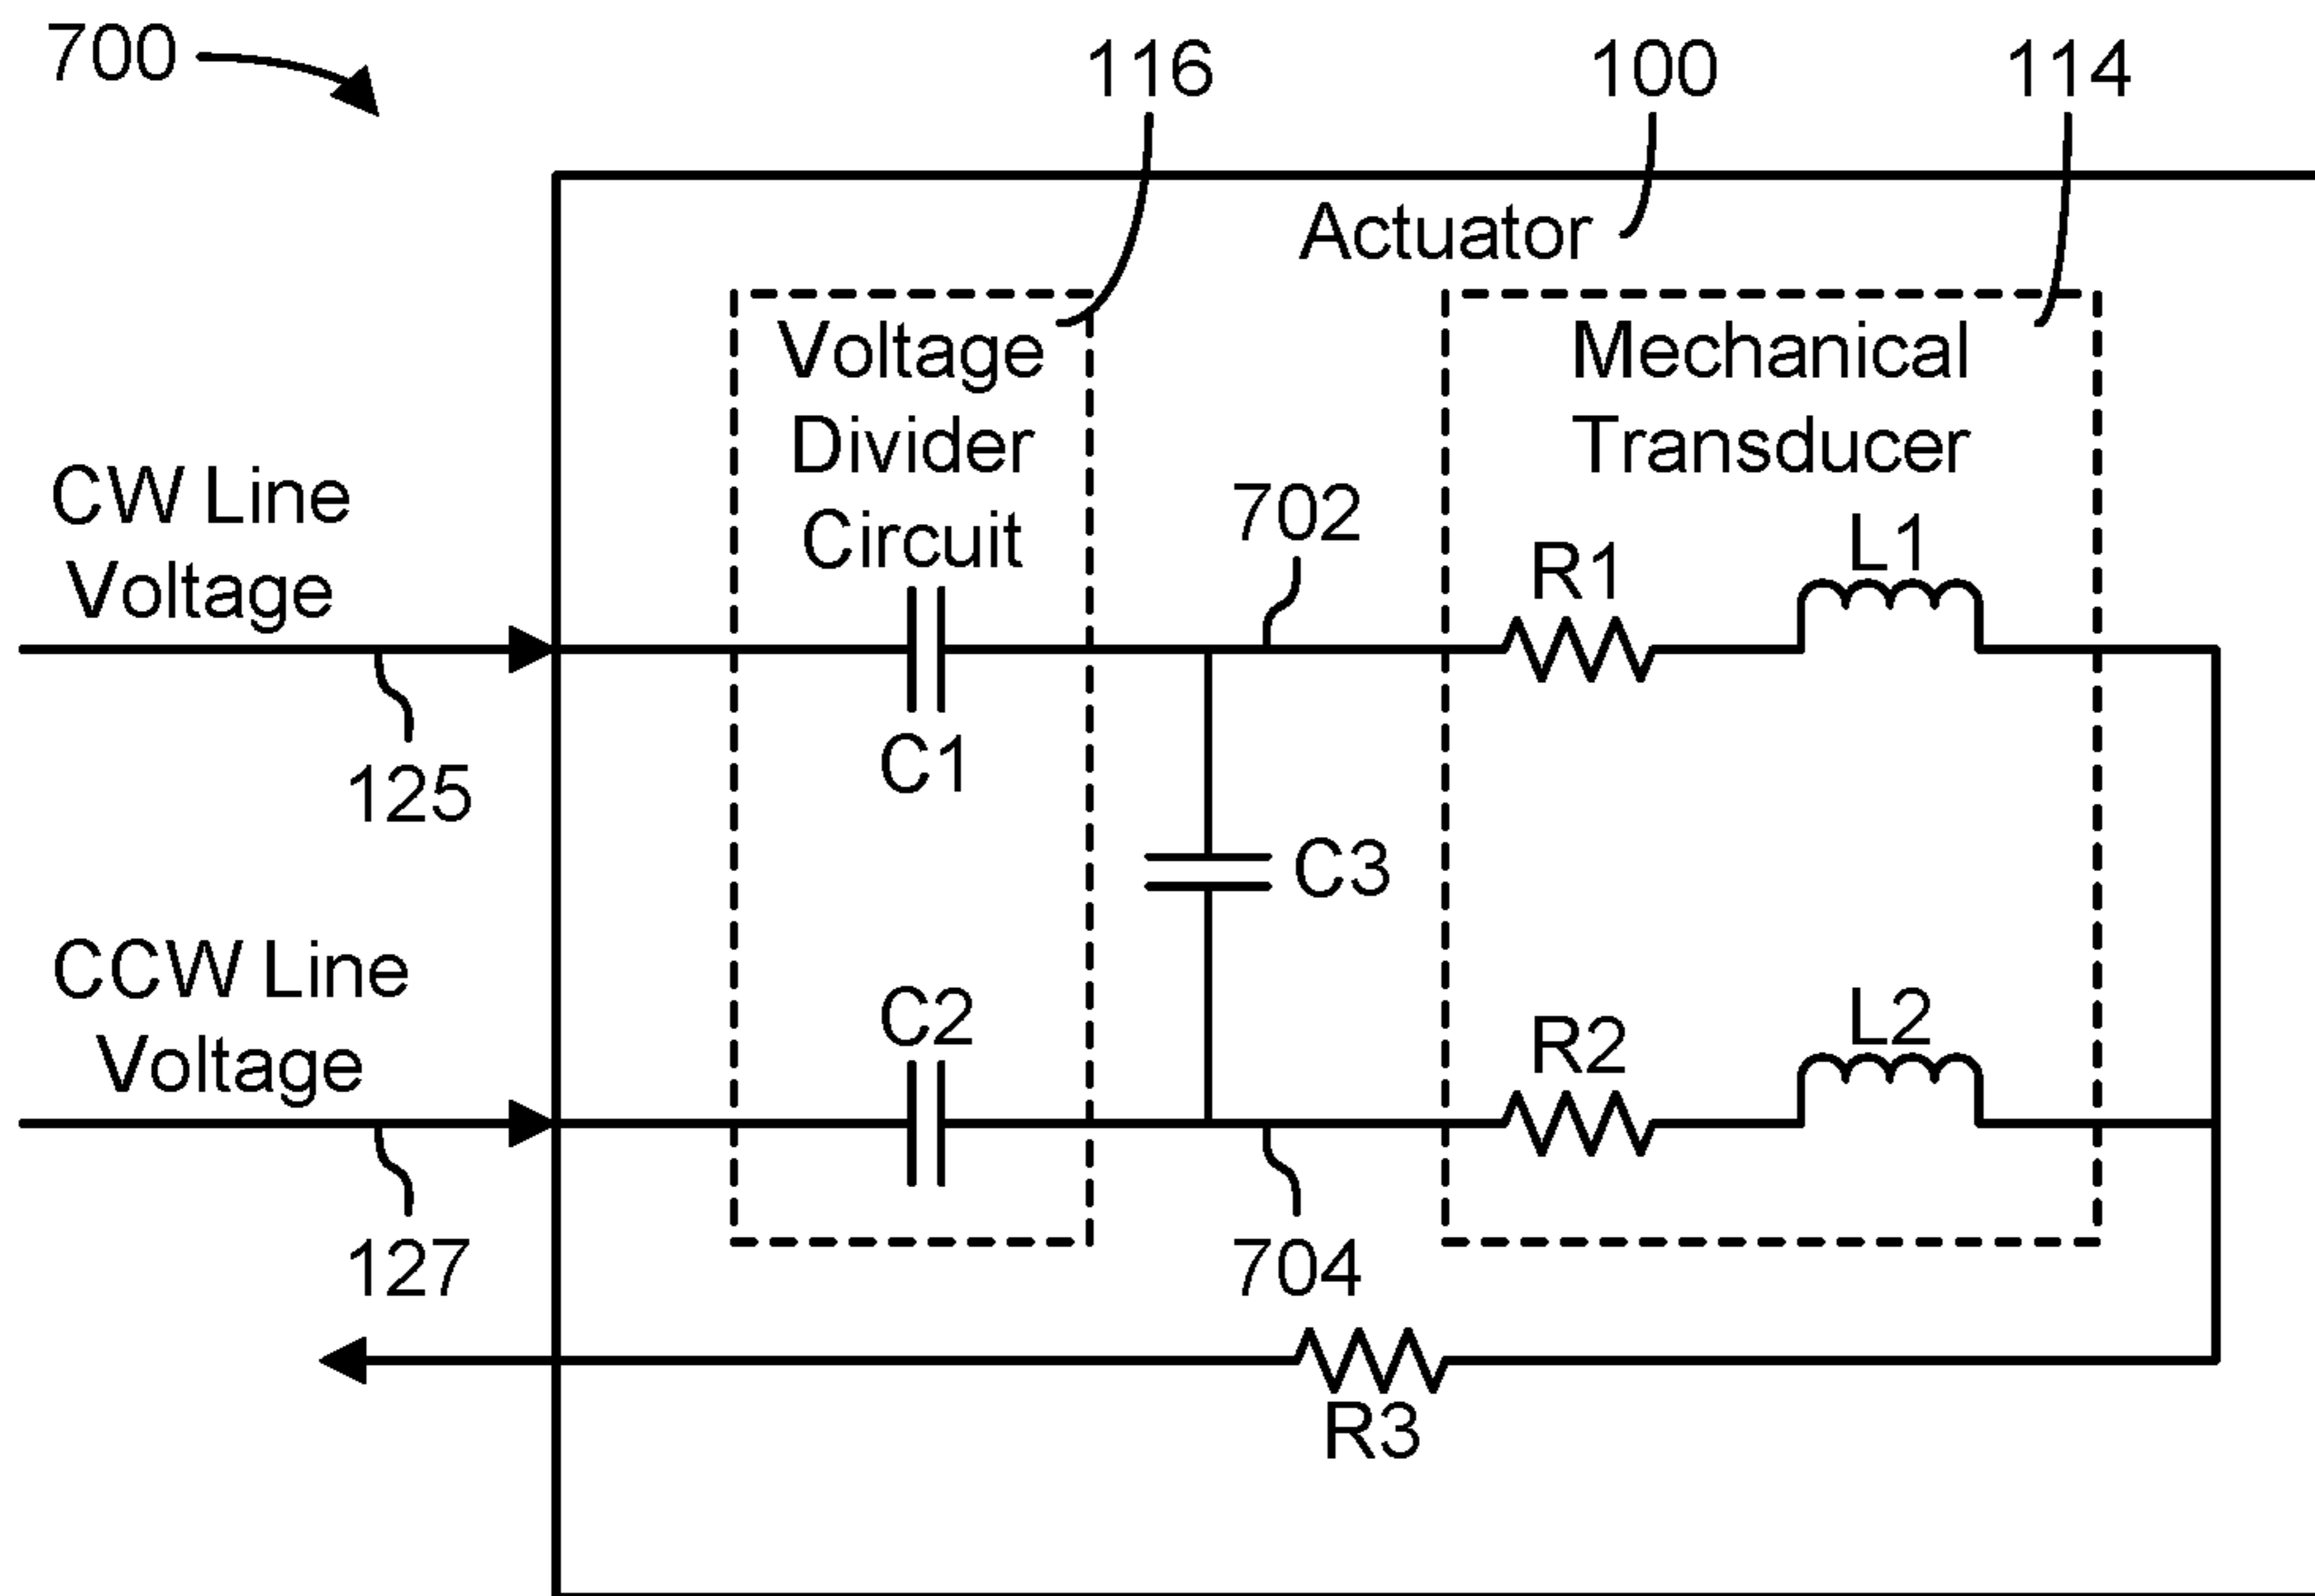 700
116
100
114
Actuator
Voltage
Divider
Circuit
Mechanical
Transducer
CW Line
Voltage
702
R1
L1
125
C1
C3
CCW Line
Voltage
C2
R2
L2
127
704
R3